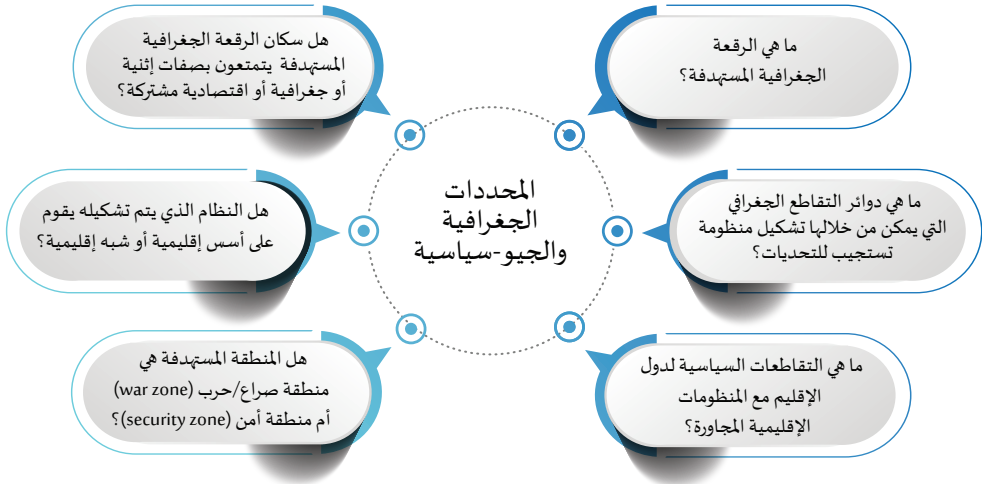 المحددات
الجغرافية
والجيو-سياسية
ما هي الرقعة
الجغرافية المستهدفة؟
ما هي دوائر التقاطع الجغرافي
التي يمكن من خلالها تشكيل منظومة
تستجيب للتحديات؟
ما هي التقاطعات السياسية لدول
الإقليم مع المنظومات
الإقليمية المجاورة؟
هل سكان الرقعة الجغرافية
المستهدفة يتمتعون بصفات إثنية
أو جغرافية أو اقتصادية مشتركة؟
هل النظام الذي يتم تشكيله يقوم
على أسس إقليمية أو شبه إقليمية؟
هل المنطقة المستهدفة هي
منطقة صراع/حرب (war zone)
أم منطقة أمن (security zone)؟